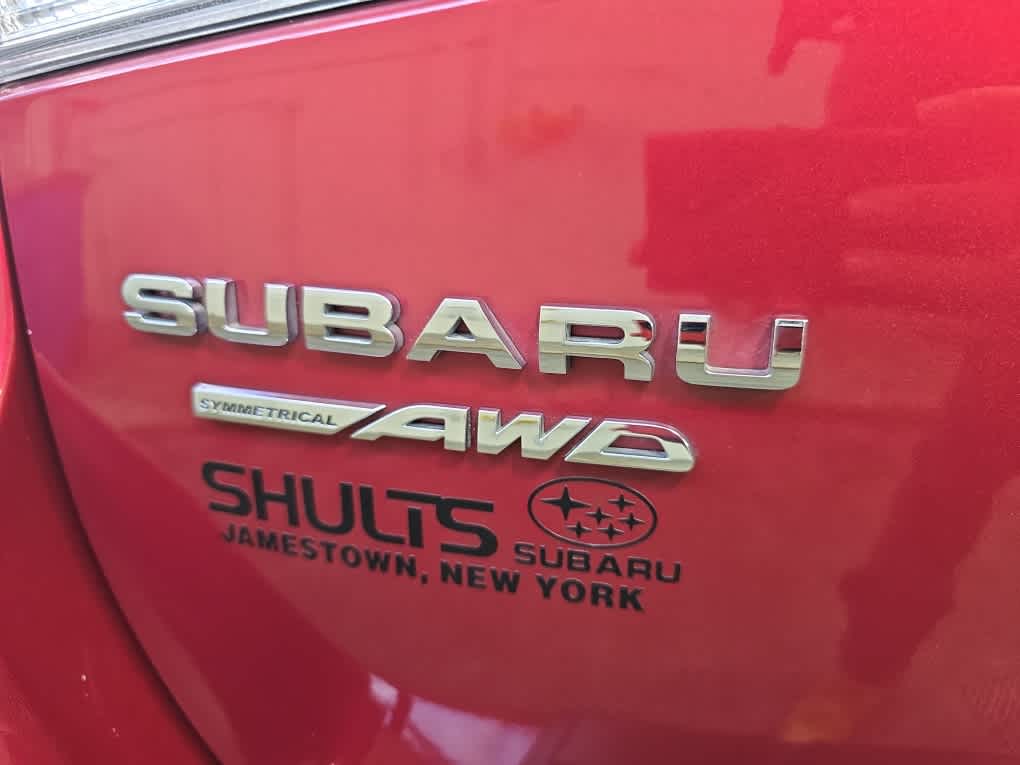 SUBARU
SYMMETRICAL AWD
SHULTS SUBARU
JAMESTOWN, NEW YORK